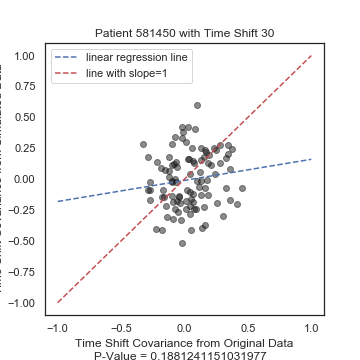 Patient 581450 with Time Shift 30
linear regression line
line with slope=1
1.00
0.75
0.50
0.25
0.00
−0.25
−0.50
−0.75
−1.00
−1.0
−0.5
0.0
0.5
1.0
Time Shift Covariance from Original Data
P-Value = 0.1881241151031977